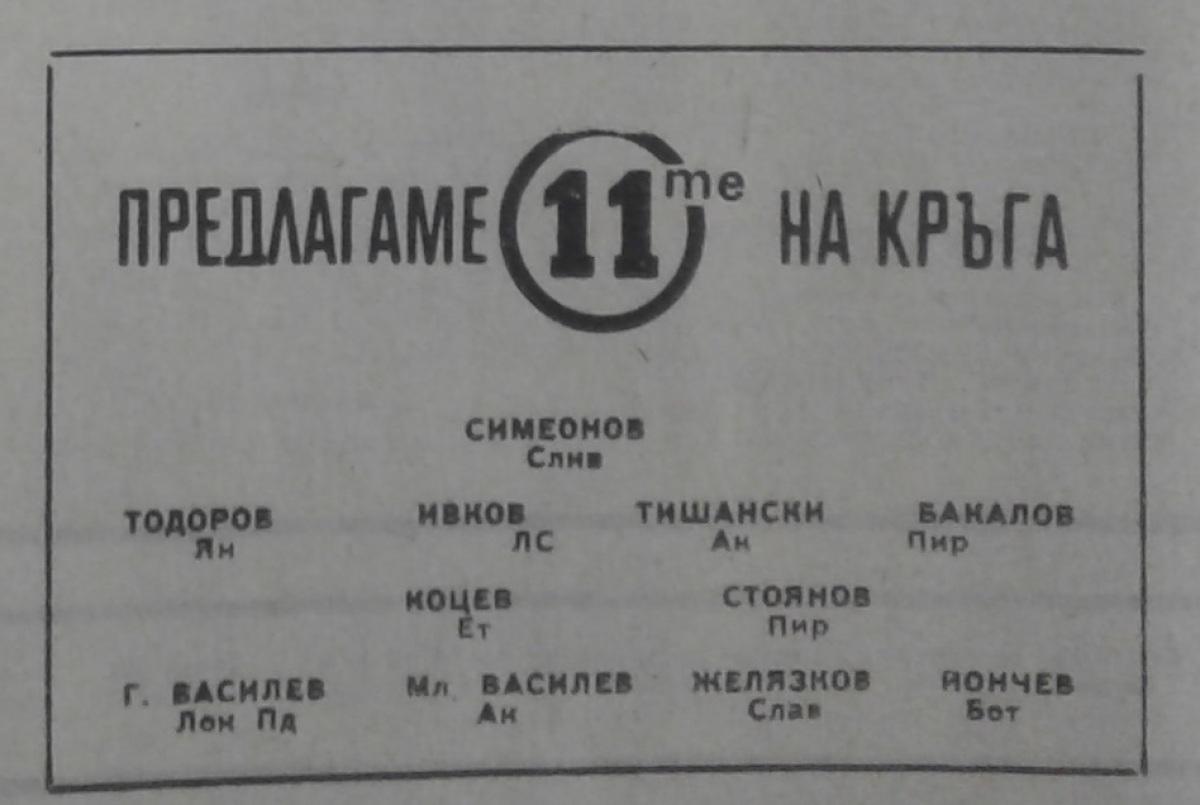 ПРЕДЛАГАМЕ 11те НА КРЪГА
СИМЕОНОВ
Слив
ТОДОРОВ ИВКОВ ТИШАНСКИ БАКАЛОВ
Ян ЛС Ак Пир
КОЦЕВ СТОЯНОВ
Ет Пир
Г. ВАСИЛЕВ Мл. ВАСИЛЕВ ЖЕЛЯЗКОВ ЙОНЧЕВ
Лок Пд Ак Слав Бот